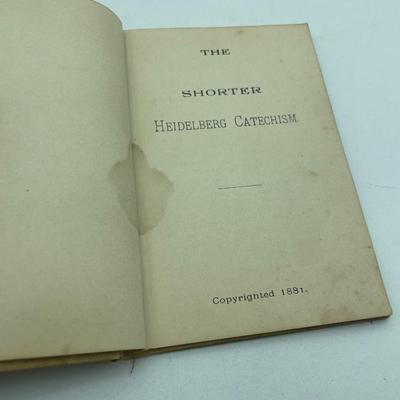 THE
SHORTER
HEIDELBERG CATECHISM.
Copyrighted 1881.